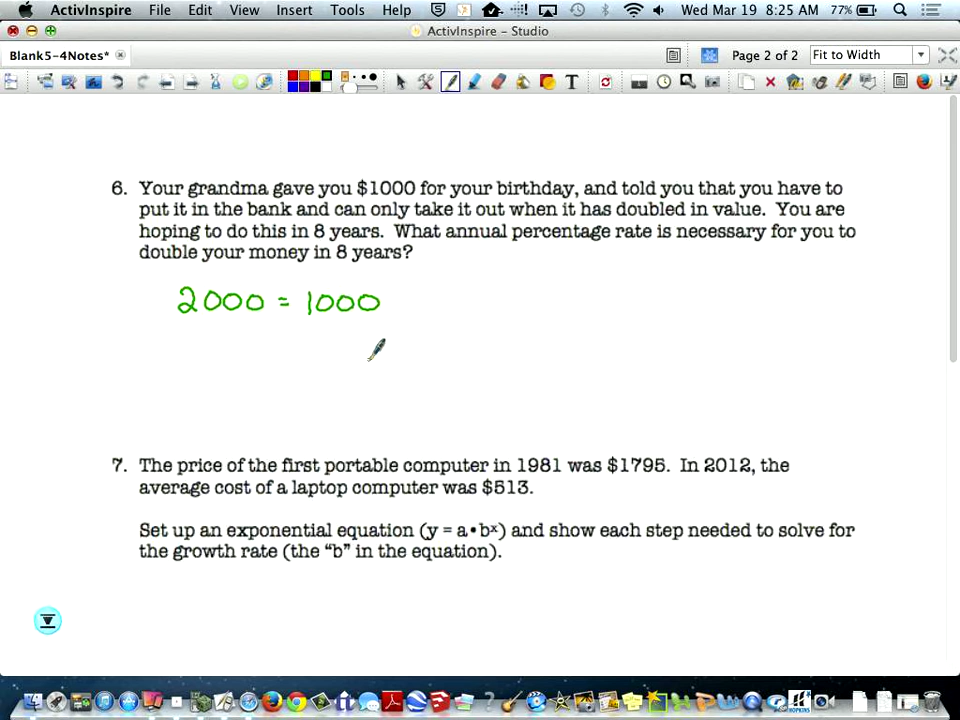 ActivInspire File Edit View Insert Tools Help Wed Mar 19 8:25 AM 77%
ActivInspire – Studio
Blank5-4Notes* Page 2 of 2 Fit to Width
T
6. Your grandma gave you $1000 for your birthday, and told you that you have to
put it in the bank and can only take it out when it has doubled in value. You are
hoping to do this in 8 years. What annual percentage rate is necessary for you to
double your money in 8 years?
2000 = 1000
7. The price of the first portable computer in 1981 was $1795. In 2012, the
average cost of a laptop computer was $513.
Set up an exponential equation (y = a•bˣ) and show each step needed to solve for
the growth rate (the “b” in the equation).